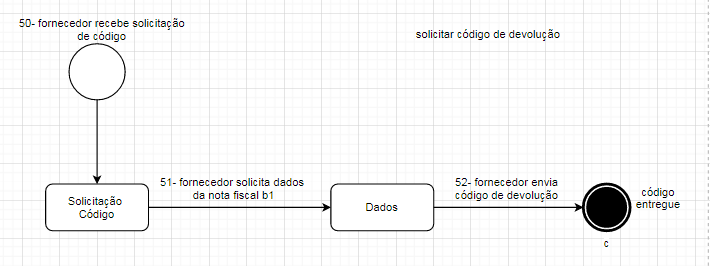 50- fornecedor recebe solicitação
de código
solicitar código de devolução
Solicitação
Código
51- fornecedor solicita dados
da nota fiscal b1
Dados
52- fornecedor envia
código de devolução
código
entregue
c